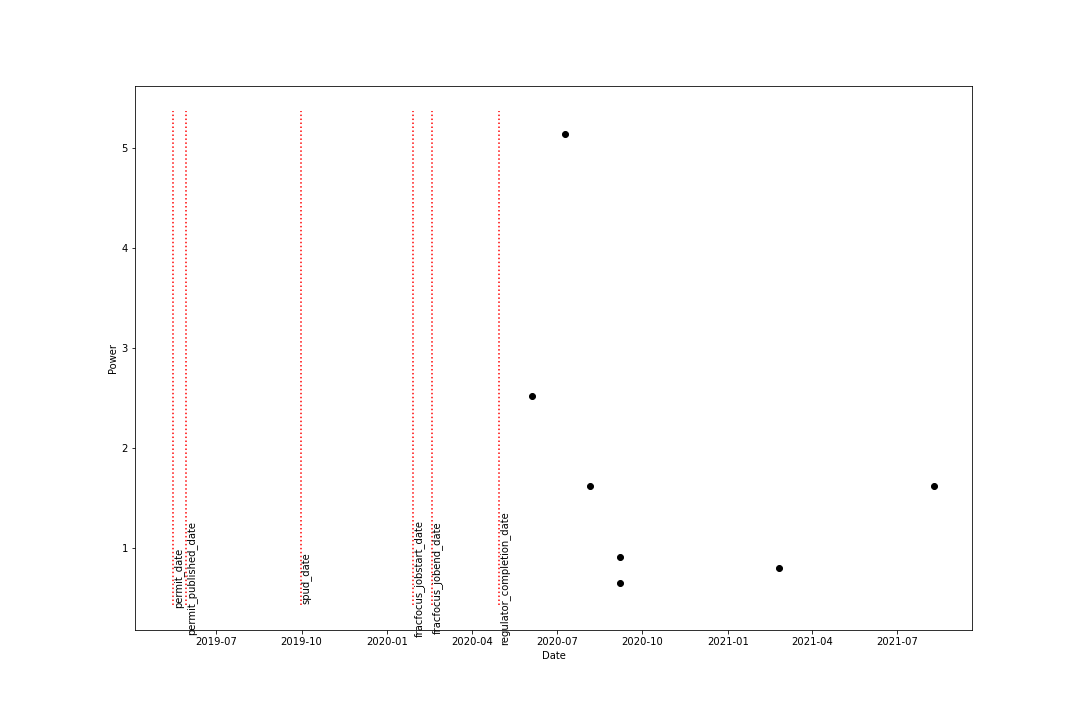 5
4
3
2
1
Power
permit_date
permit_published_date
spud_date
fracfocus_jobstart_date
fracfocus_jobend_date
regulator_completion_date
2019-07
2019-10
2020-01
2020-04
2020-07
2020-10
2021-01
2021-04
2021-07
Date